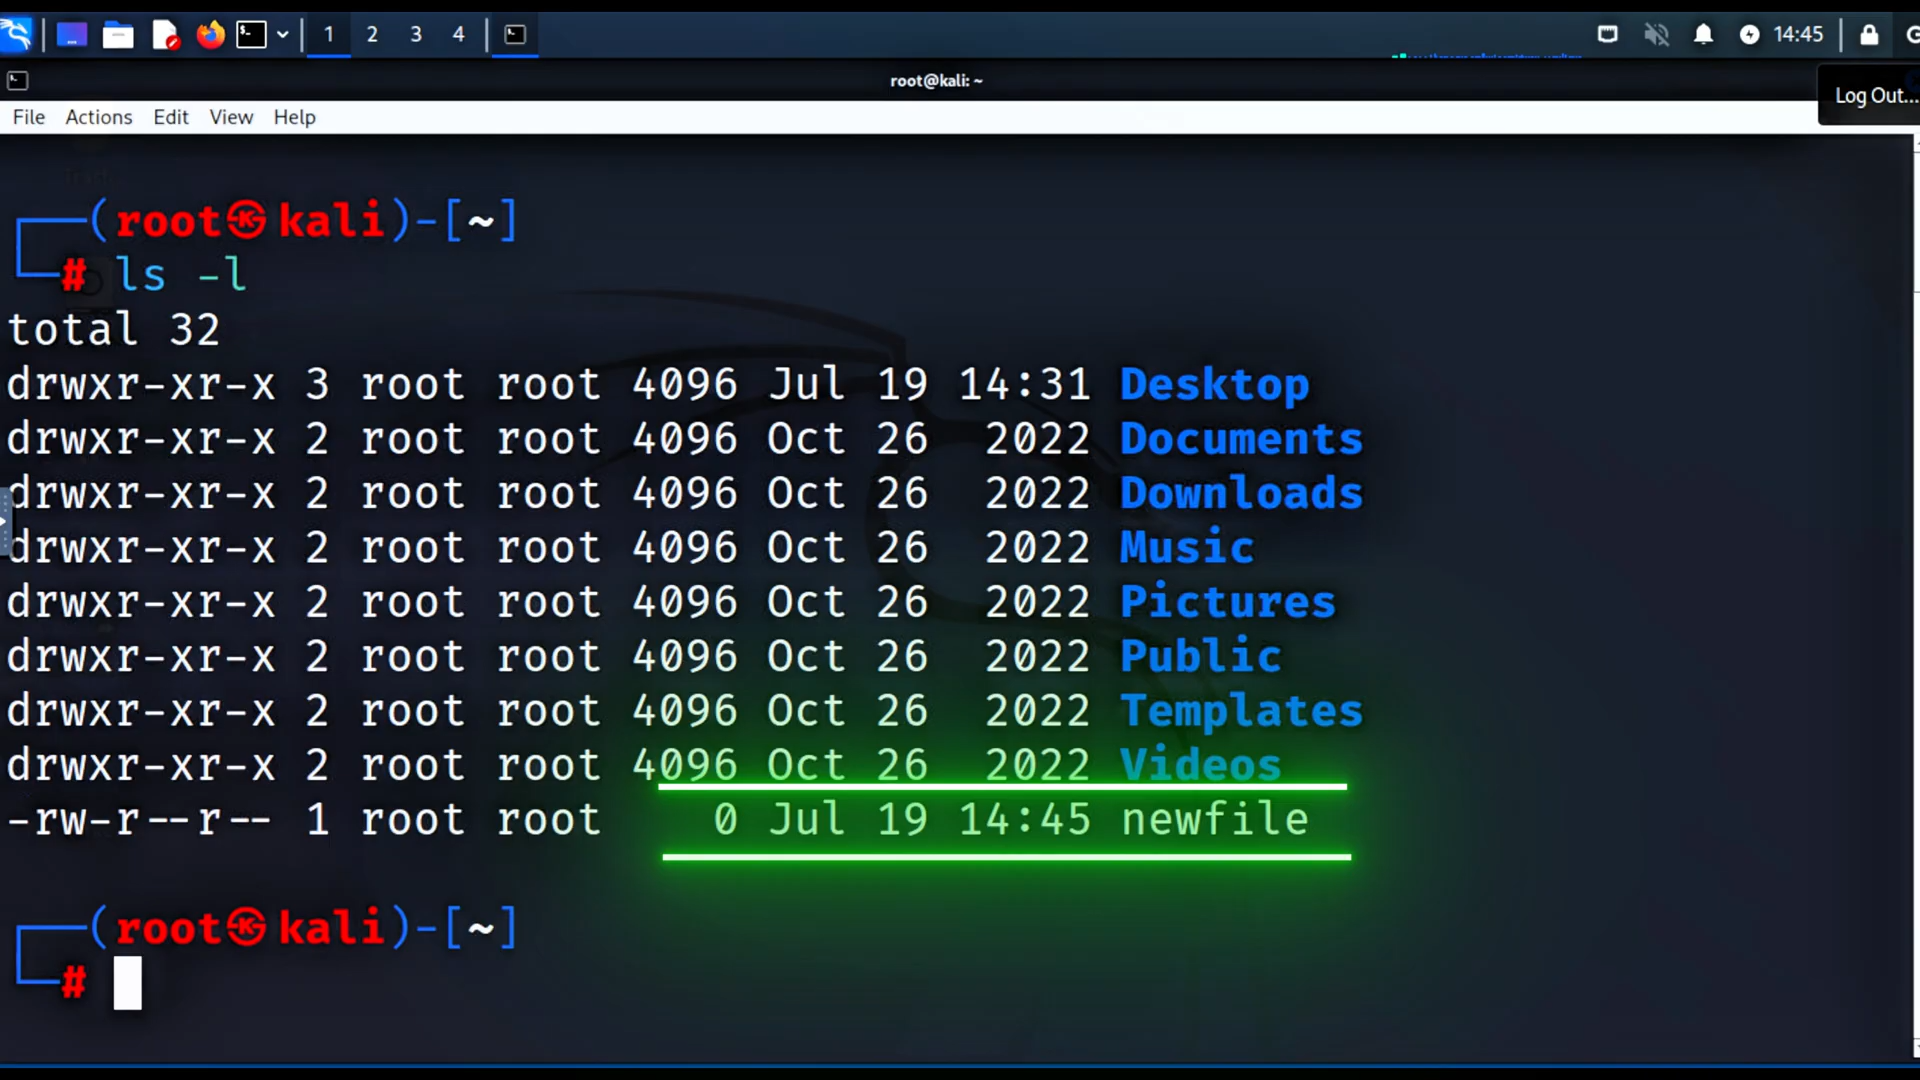 1 2 3 4 14:45
root@kali: ~
Log Out...
File Actions Edit View Help
(root㉿kali)-[~]
# ls -l
total 32
drwxr-xr-x 3 root root 4096 Jul 19 14:31 Desktop
drwxr-xr-x 2 root root 4096 Oct 26  2022 Documents
drwxr-xr-x 2 root root 4096 Oct 26  2022 Downloads
drwxr-xr-x 2 root root 4096 Oct 26  2022 Music
drwxr-xr-x 2 root root 4096 Oct 26  2022 Pictures
drwxr-xr-x 2 root root 4096 Oct 26  2022 Public
drwxr-xr-x 2 root root 4096 Oct 26  2022 Templates
drwxr-xr-x 2 root root 4096 Oct 26  2022 Videos
-rw-r--r-- 1 root root    0 Jul 19 14:45 newfile
(root㉿kali)-[~]
#